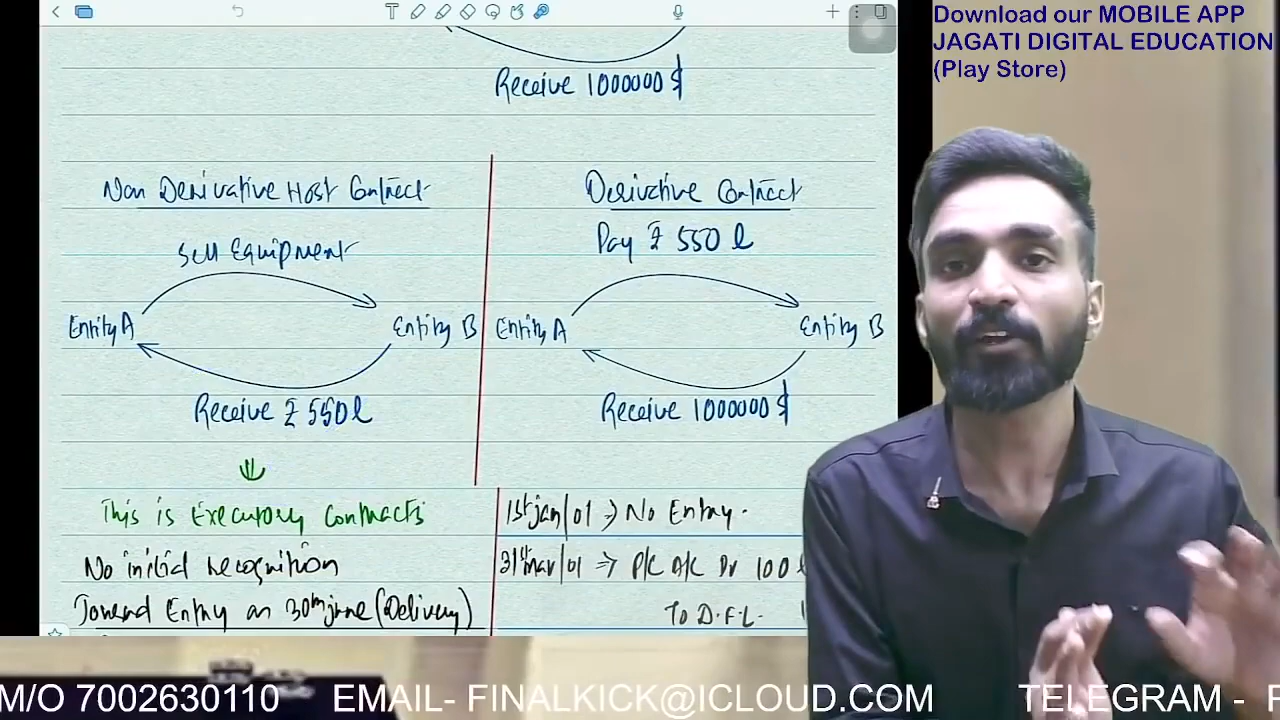 Download our MOBILE APP
JAGATI DIGITAL EDUCATION
(Play Store)
Receive 1000000 $
Non Derivative Host Contract
Sell Equipment
Entity A
Entity B
Receive ₹ 550 l
This is Executory Contracts
No initial recognition
Journal Entry on 30th june (Delivery)
Derivative Contract
Pay ₹ 550 l
Entity A
Entity B
Receive 1000000 $
1st jan/01 ⇒ No Entry.
31st mar/01 ⇒ P/L A/c Dr 100 l
To D.F.L.
M/O 7002630110 EMAIL- FINALKICK@ICLOUD.COM TELEGRAM -